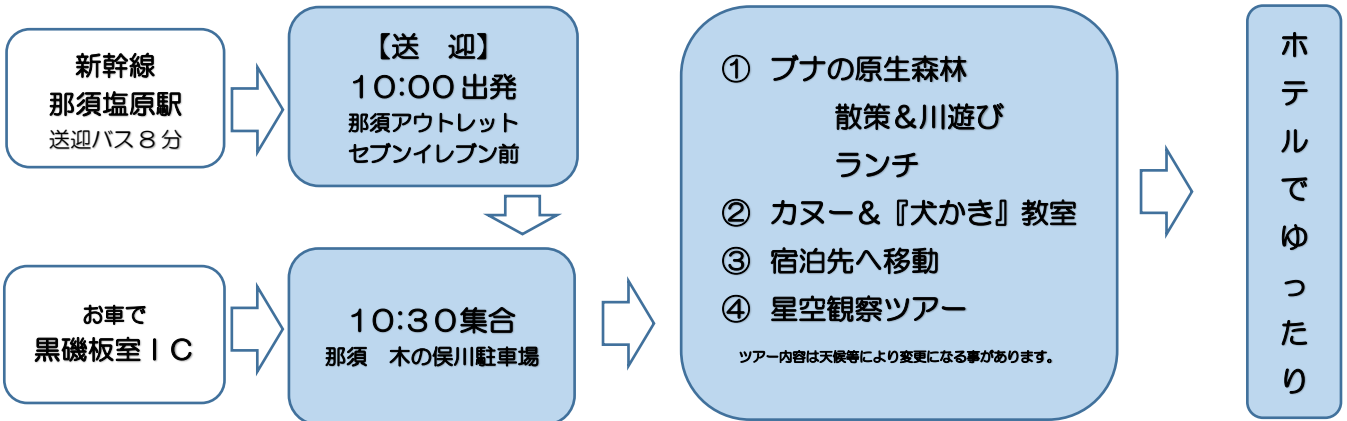 新幹線
那須塩原駅
送迎バス8分
【送　迎】
10:00出発
那須アウトレット
セブンイレブン前
お車で
黒磯板室IC
10:30集合
那須　木の俣川駐車場
① ブナの原生森林
散策&川遊び
ランチ
② カヌー&『犬かき』教室
③ 宿泊先へ移動
④ 星空観察ツアー
ツアー内容は天候等により変更になる事があります。
ホテルでゆったり